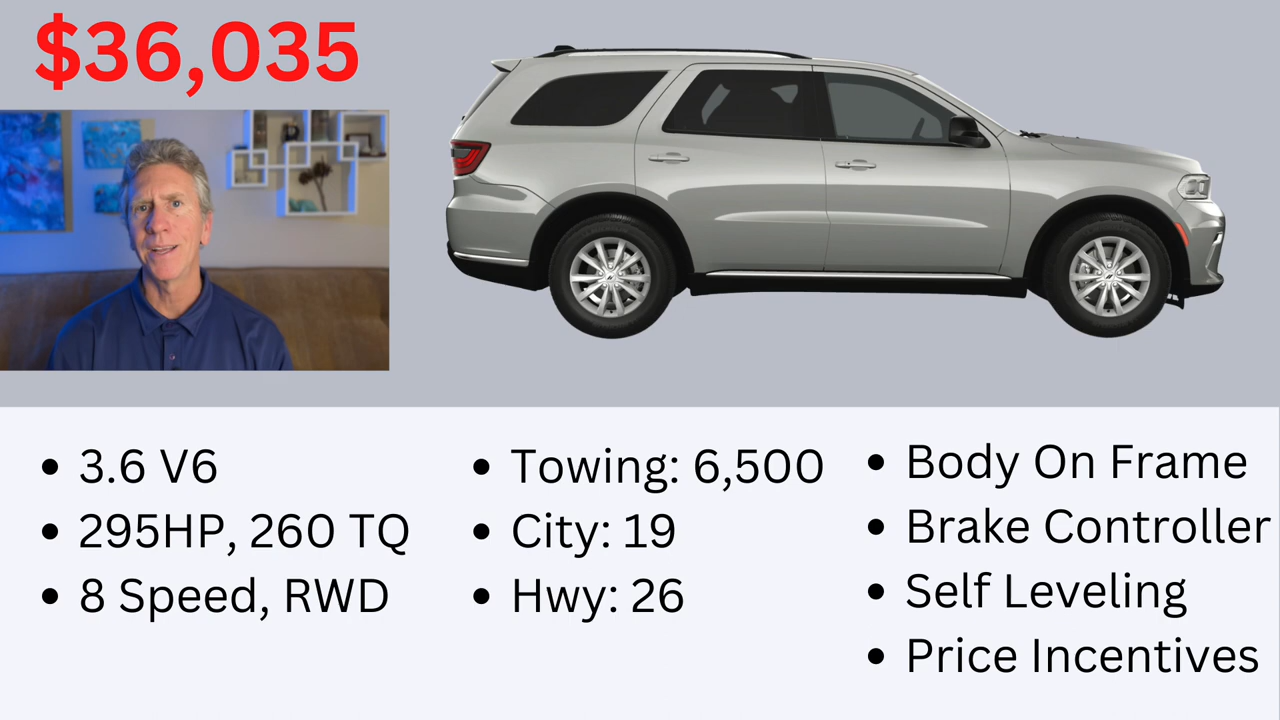 $36,035
3.6 V6
295HP, 260 TQ
8 Speed, RWD
Towing: 6,500
City: 19
Hwy: 26
Body On Frame
Brake Controller
Self Leveling
Price Incentives